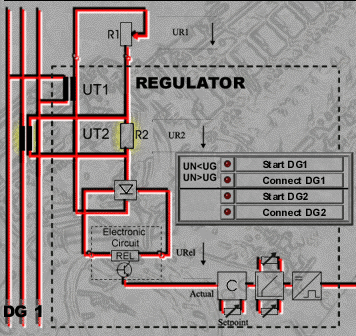 R1
UR1
REGULATOR
UT1
UT2
R2
UR2
UN<UG
Start DG1
UN>UG
Connect DG1
Start DG2
Connect DG2
Electronic
Circuit
REL
URel
Actual
C
Setpoint
DG 1